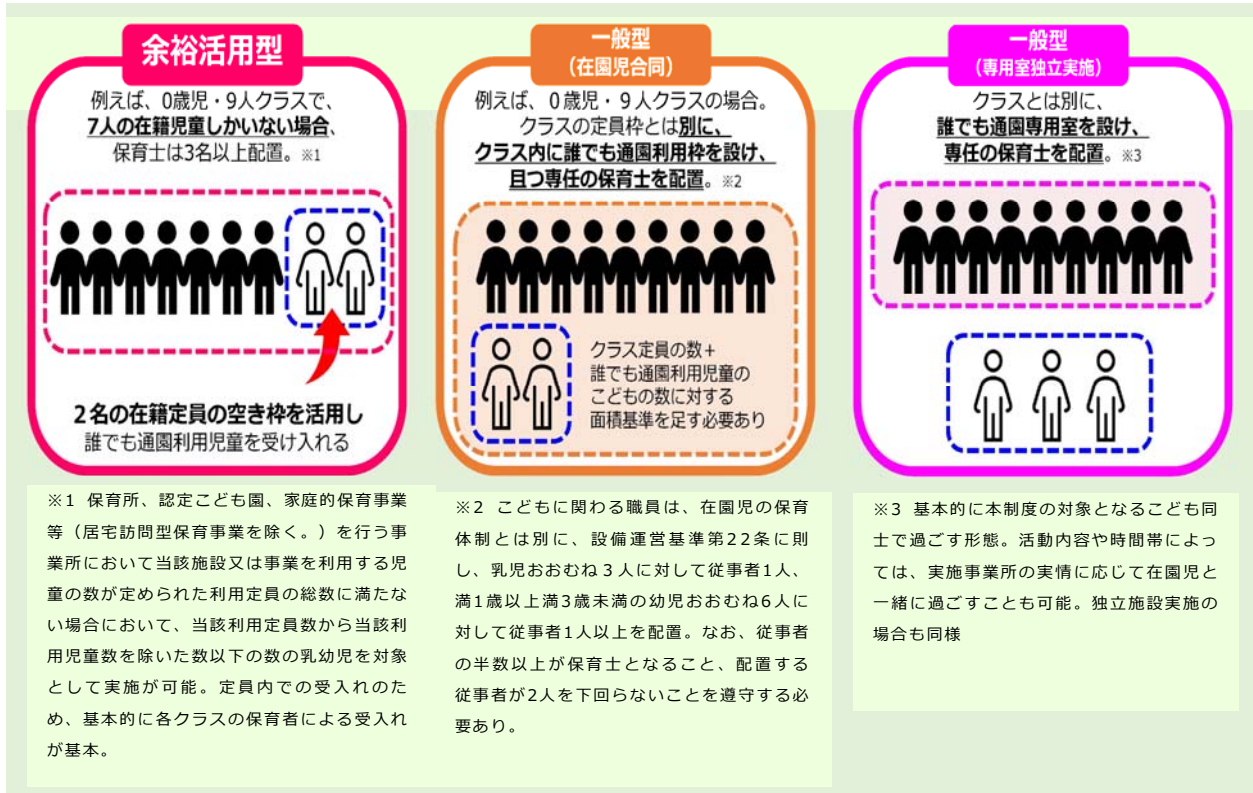 余裕活用型
例えば、0歳児・9人クラスで、
7人の在籍児童しかいない場合、
保育士は3名以上配置。※1
2名の在籍定員の空き枠を活用し
誰でも通園利用児童を受け入れる
※1 保育所、認定こども園、家庭的保育事業
等（居宅訪問型保育事業を除く。）を行う事
業所において当該施設又は事業を利用する児
童の数が定められた利用定員の総数に満たな
い場合において、当該利用定員数から当該利
用児童数を除いた数以下の数の乳幼児を対象
として実施が可能。定員内での受入れのた
め、基本的に各クラスの保育者による受入れ
が基本。
一般型
（在園児合同）
例えば、０歳児・９人クラスの場合。
クラスの定員枠とは別に、
クラス内に誰でも通園利用枠を設け、
且つ専任の保育士を配置。※2
クラス定員の数＋
誰でも通園利用児童の
こどもの数に対する
面積基準を足す必要あり
※2 こどもに関わる職員は、在園児の保育
体制とは別に、設備運営基準第22条に則
し、乳児おおむね３人に対して従事者1人、
満1歳以上満3歳未満の幼児おおむね6人に
対して従事者1人以上を配置。なお、従事者
の半数以上が保育士となること、配置する
従事者が2人を下回らないことを遵守する必
要あり。
一般型
（専用室独立実施）
クラスとは別に、
誰でも通園専用室を設け、
専任の保育士を配置。※3
※3 基本的に本制度の対象となるこども同
士で過ごす形態。活動内容や時間帯によっ
ては、実施事業所の実情に応じて在園児と
一緒に過ごすことも可能。独立施設実施の
場合も同様